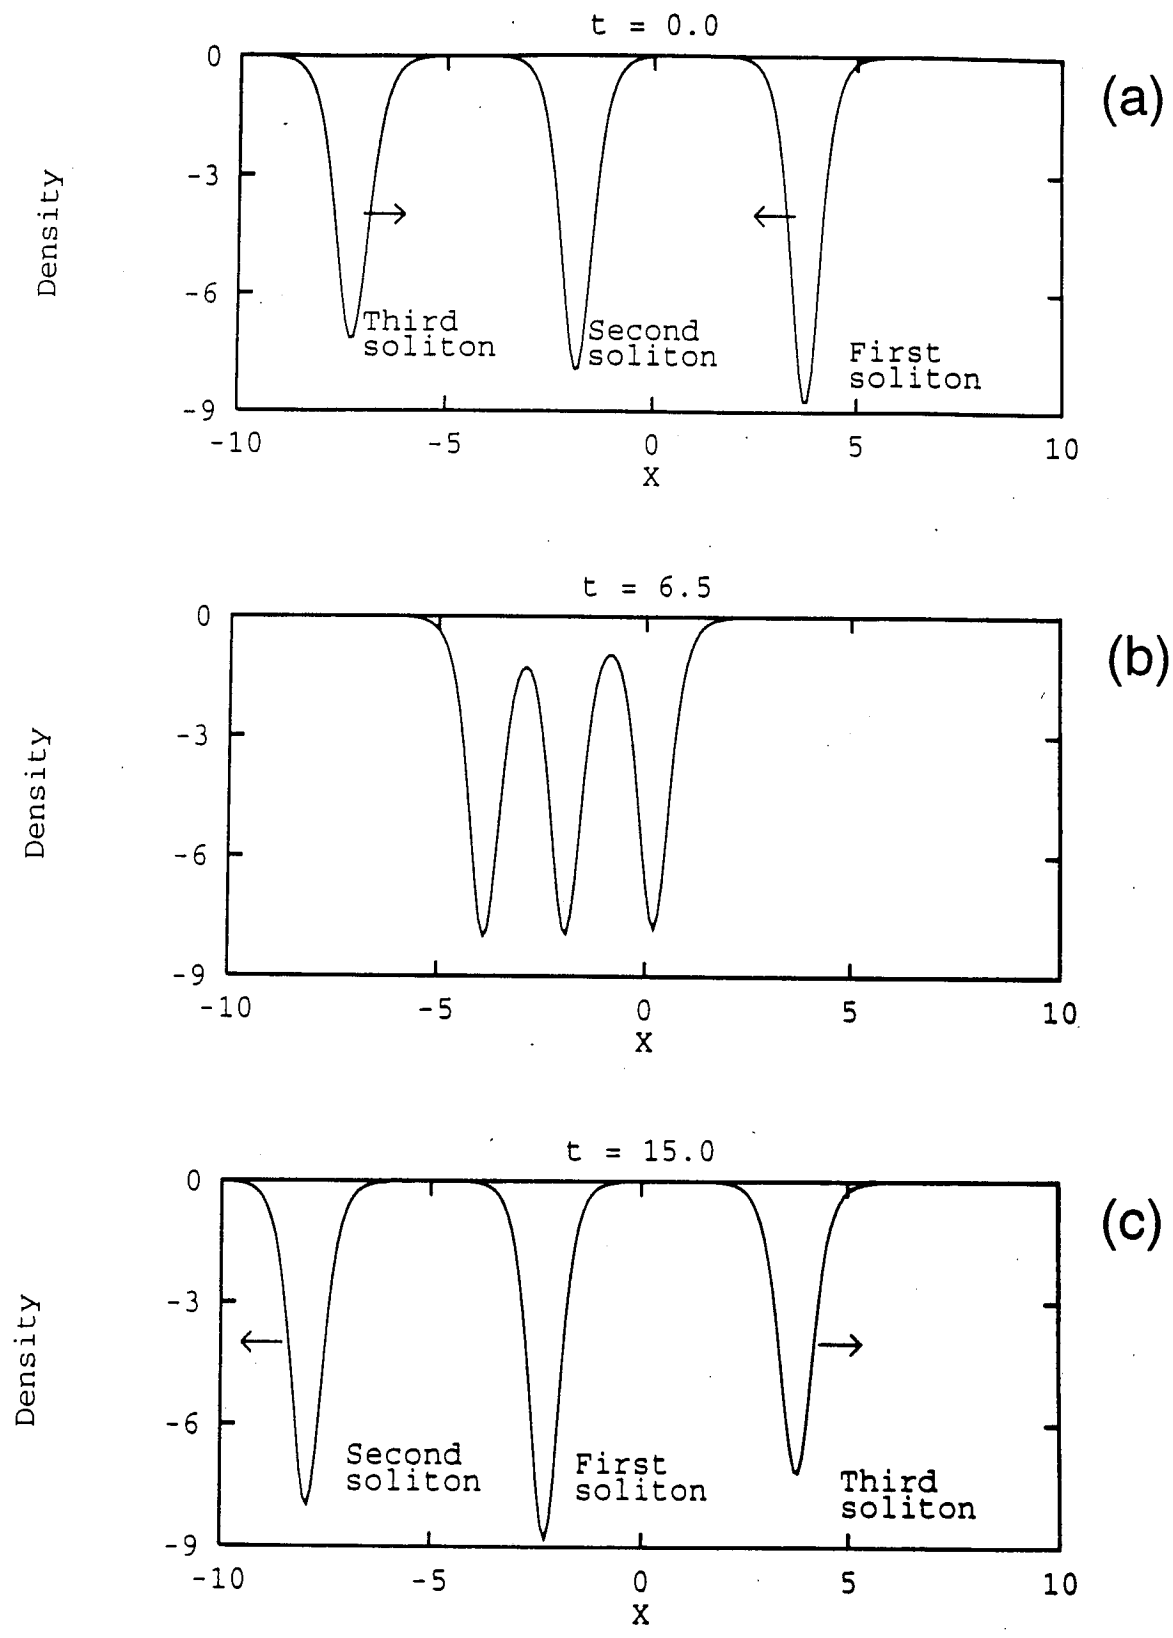 t = 0.0
(a)
0
-3
-6
-9
Density
Third
soliton
Second
soliton
First
soliton
-10
-5
0
5
10
X
t = 6.5
(b)
0
-3
-6
-9
Density
-10
-5
0
5
10
X
t = 15.0
(c)
0
-3
-6
-9
Density
Second
soliton
First
soliton
Third
soliton
-10
-5
0
5
10
X